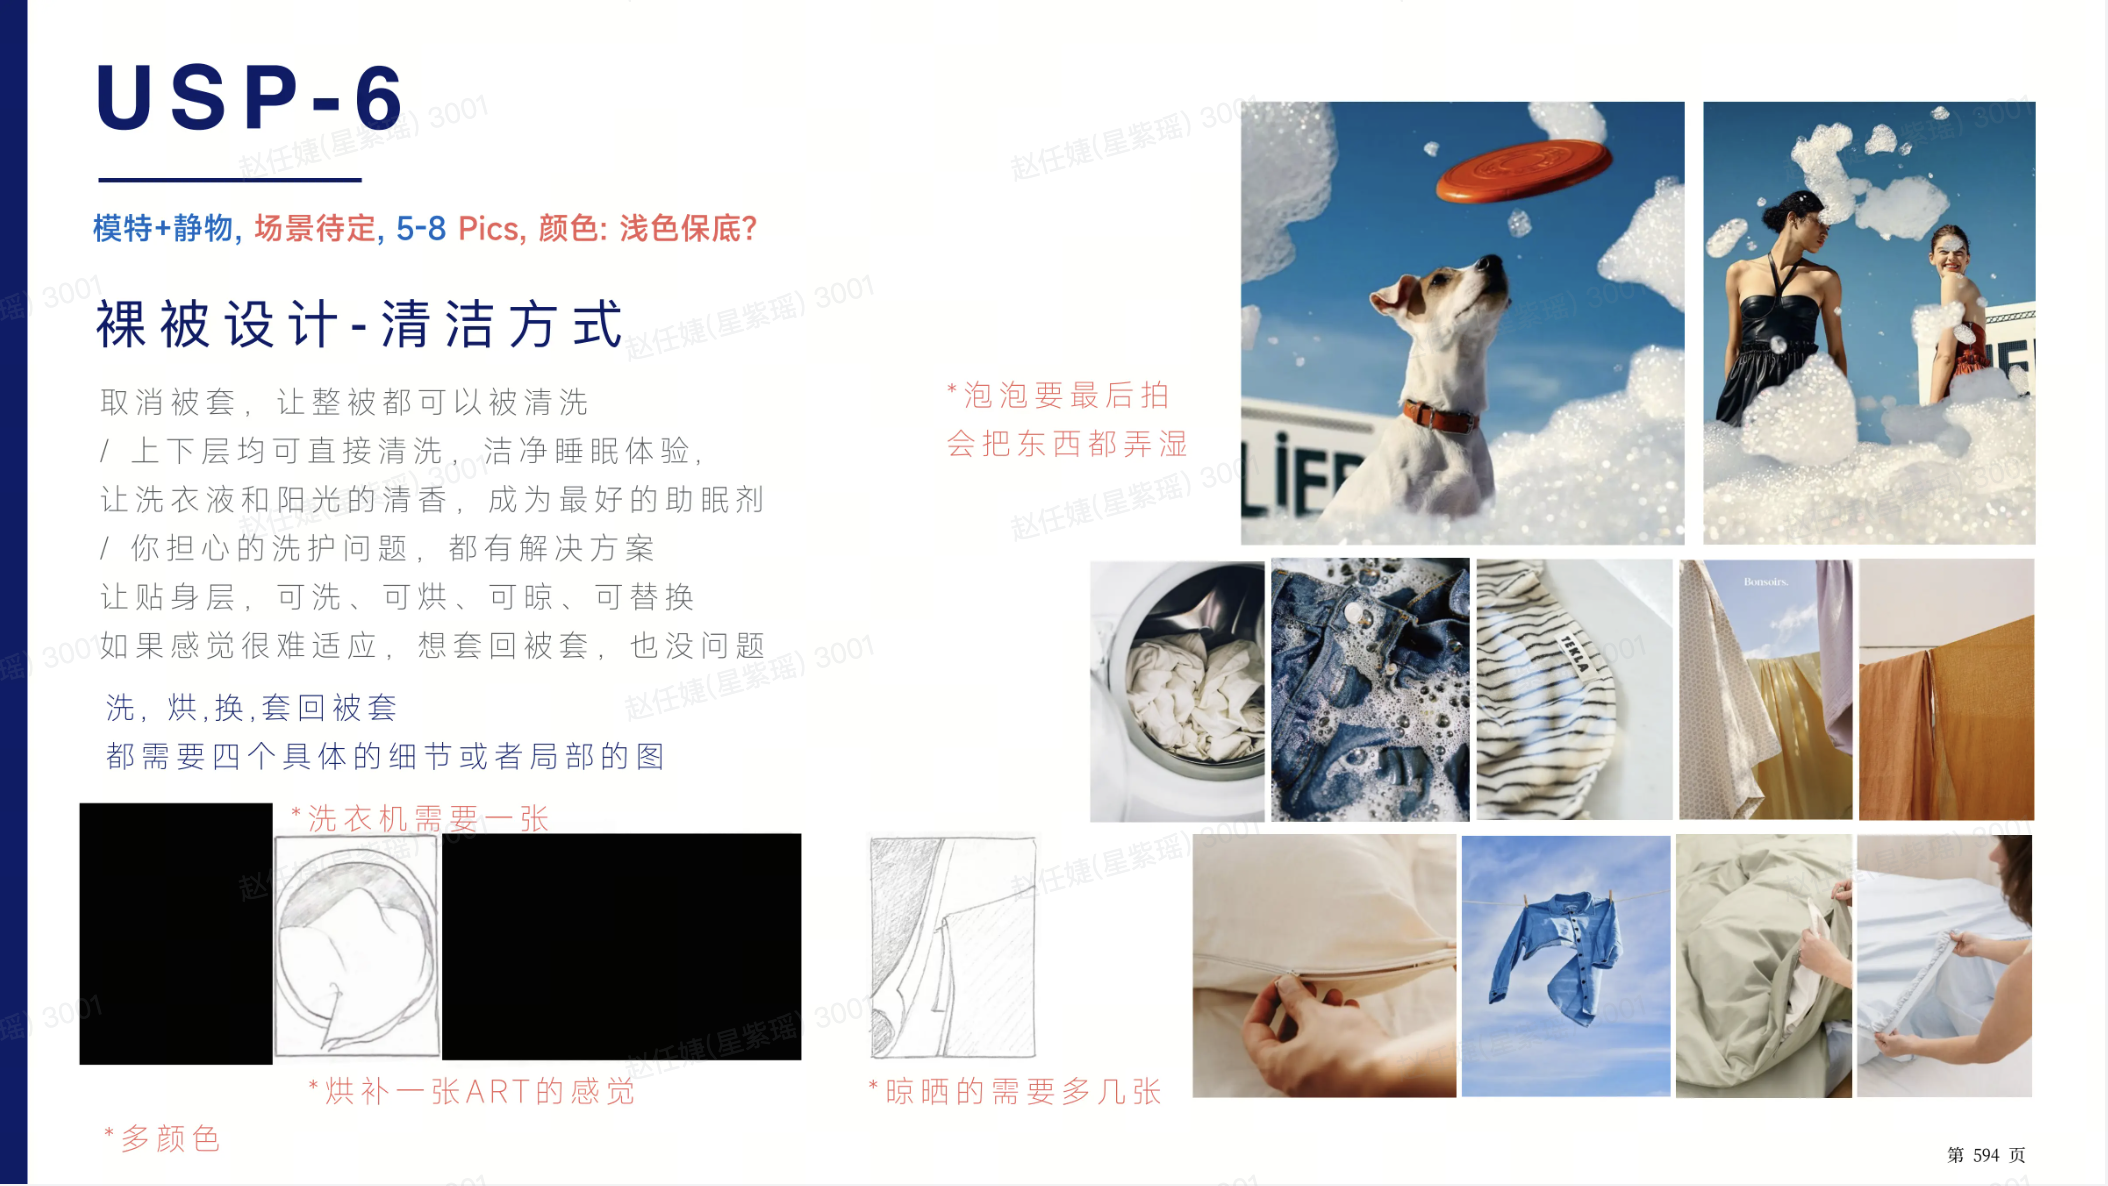 USP-6
模特+静物, 场景待定, 5-8 Pics, 颜色: 浅色保底?
裸被设计-清洁方式
取消被套, 让整被都可以被清洗
/ 上下层均可直接清洗, 洁净睡眠体验,
让洗衣液和阳光的清香, 成为最好的助眠剂
/ 你担心的洗护问题, 都有解决方案
让贴身层, 可洗、可烘、可晾、可替换
如果感觉很难适应, 想套回被套, 也没问题
洗, 烘,换,套回被套
都需要四个具体的细节或者局部的图
*洗衣机需要一张
*烘补一张ART的感觉
*多颜色
*泡泡要最后拍
会把东西都弄湿
*晾晒的需要多几张
LiEF
TEKLA
Bonsoirs.
第 594 页
赵任婕(星紫瑶) 3001